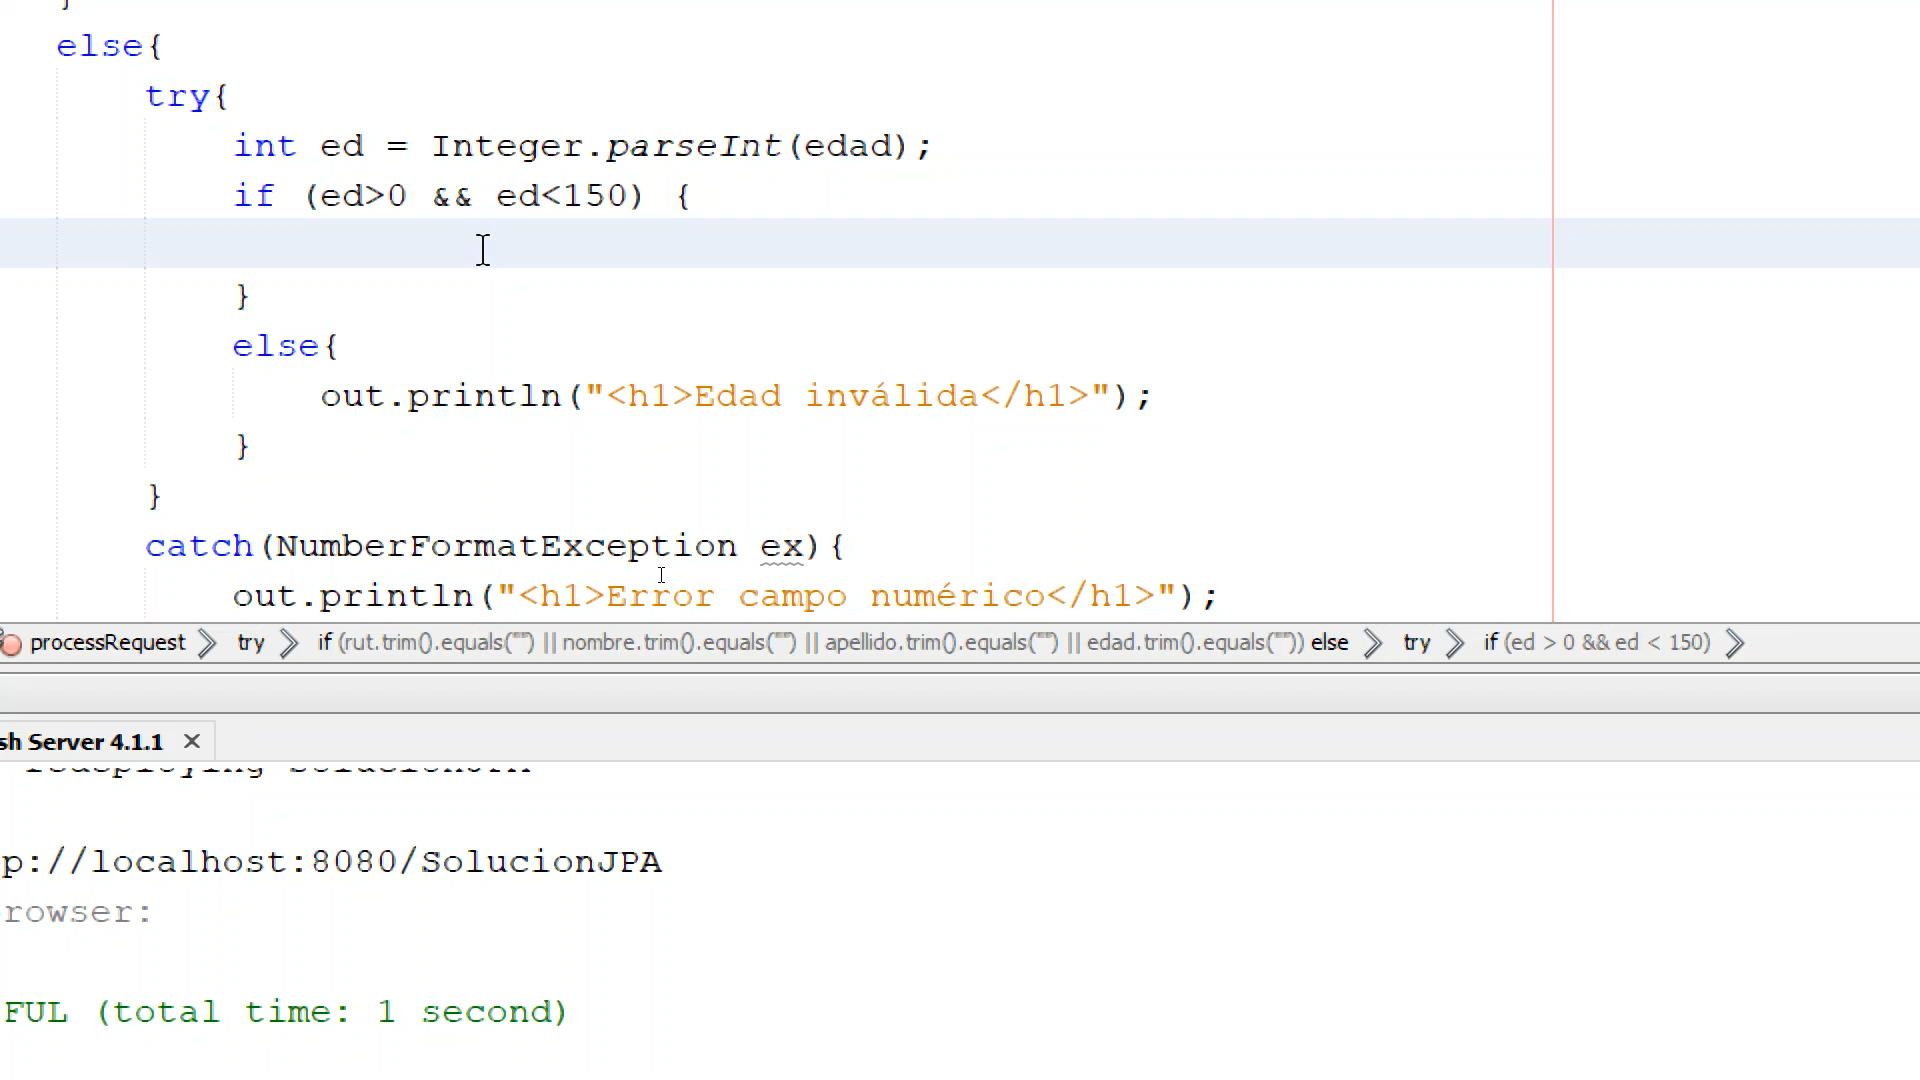 }
else{
try{
int ed = Integer.parseInt(edad);
if (ed>0 && ed<150) {
}
else{
out.println("<h1>Edad inválida</h1>");
}
}
catch(NumberFormatException ex){
out.println("<h1>Error campo numérico</h1>");
processRequest > try > if (rut.trim().equals("") || nombre.trim().equals("") || apellido.trim().equals("") || edad.trim().equals("")) else > try > if (ed > 0 && ed < 150) >
sh Server 4.1.1 ×
p://localhost:8080/SolucionJPA
rowser:
FUL (total time: 1 second)